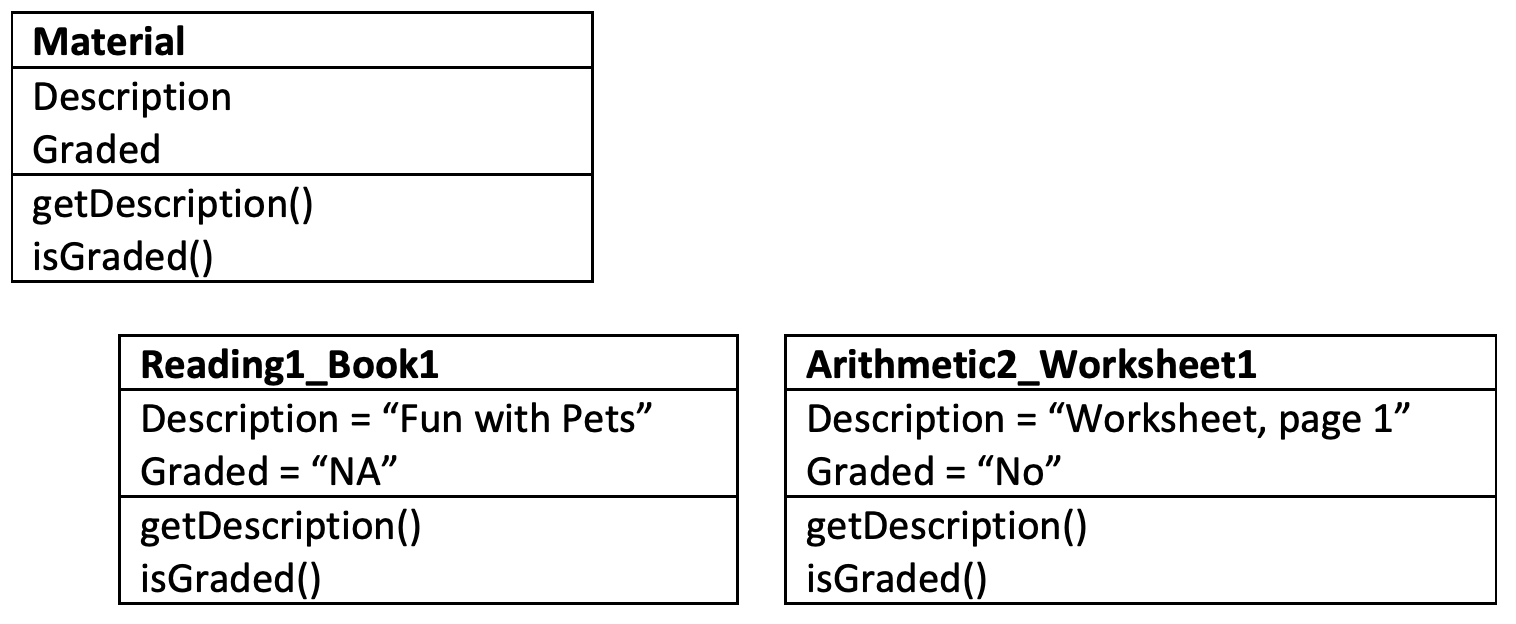 Material
Description
Graded
getDescription()
isGraded()
Reading1_Book1
Description = “Fun with Pets”
Graded = “NA”
getDescription()
isGraded()
Arithmetic2_Worksheet1
Description = “Worksheet, page 1”
Graded = “No”
getDescription()
isGraded()